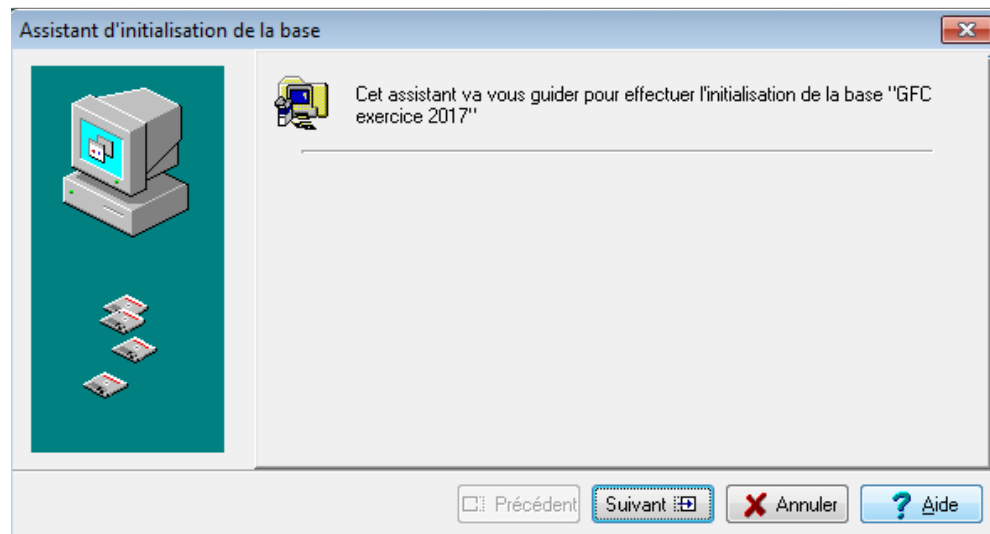 Assistant d'initialisation de la base
Cet assistant va vous guider pour effectuer l'initialisation de la base "GFC
exercice 2017"
Précédent Suivant Annuler Aide